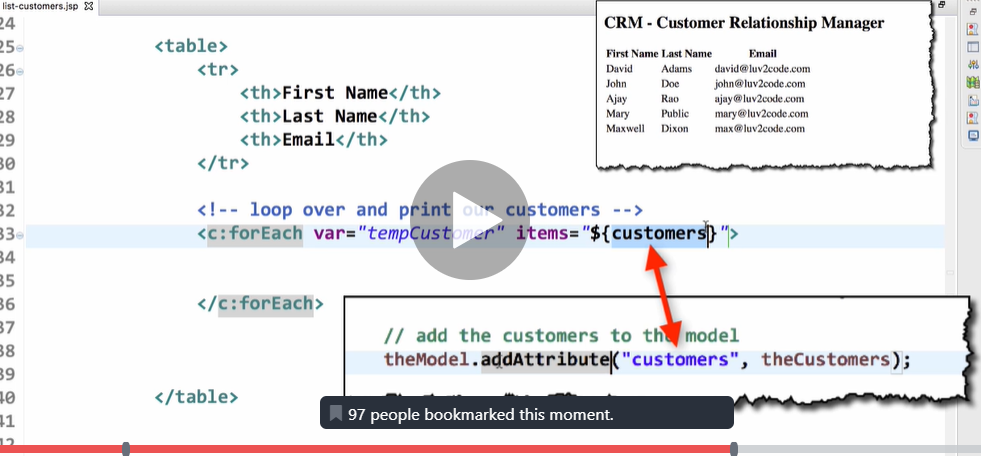 list-customers.jsp
24
25 <table>
26 <tr>
27 <th>First Name</th>
28 <th>Last Name</th>
29 <th>Email</th>
30 </tr>
31
32 <!-- loop over and print our customers -->
33 <c:forEach var="tempCustomer" items="${customers}">
34
35
36 </c:forEach>
37
38
39
40 </table>
41
42
CRM - Customer Relationship Manager
First Name Last Name Email
David Adams david@luv2code.com
John Doe john@luv2code.com
Ajay Rao ajay@luv2code.com
Mary Public mary@luv2code.com
Maxwell Dixon max@luv2code.com
// add the customers to the model
theModel.addAttribute("customers", theCustomers);
97 people bookmarked this moment.